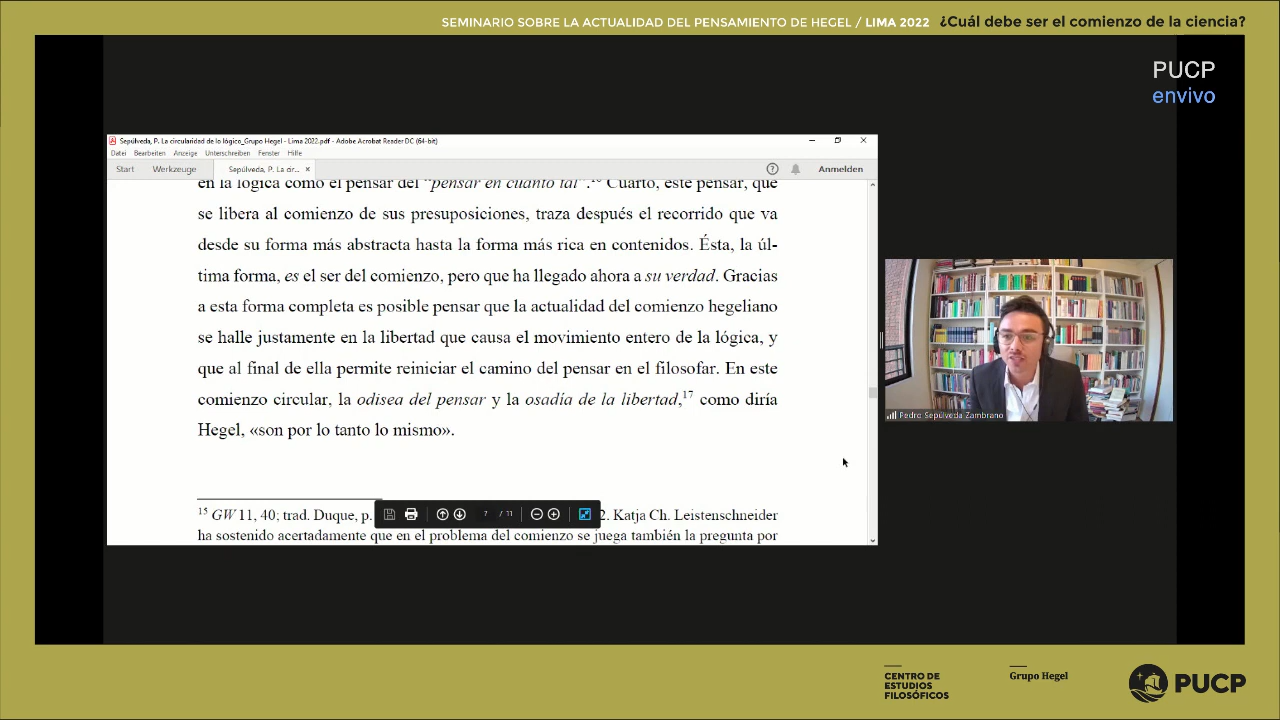 SEMINARIO SOBRE LA ACTUALIDAD DEL PENSAMIENTO DE HEGEL / LIMA 2022 ¿Cuál debe ser el comienzo de la ciencia?
PUCP
envivo
Sepúlveda, P. La circularidad de lo lógico_Grupo Hegel - Lima 2022.pdf - Adobe Acrobat Reader DC (64-bit)
Datei Bearbeiten Anzeige Unterschreiben Fenster Hilfe
Start Werkzeuge Sepúlveda, P. La cir... × Anmelden
en la lógica como el pensar del “pensar en cuanto tal”.16 Cuarto, este pensar, que
se libera al comienzo de sus presuposiciones, traza después el recorrido que va
desde su forma más abstracta hasta la forma más rica en contenidos. Ésta, la úl-
tima forma, es el ser del comienzo, pero que ha llegado ahora a su verdad. Gracias
a esta forma completa es posible pensar que la actualidad del comienzo hegeliano
se halle justamente en la libertad que causa el movimiento entero de la lógica, y
que al final de ella permite reiniciar el camino del pensar en el filosofar. En este
comienzo circular, la odisea del pensar y la osadía de la libertad,17 como diría
Hegel, «son por lo tanto lo mismo».
15 GW 11, 40; trad. Duque, p. 2. Katja Ch. Leistenschneider
7 / 11
ha sostenido acertadamente que en el problema del comienzo se juega también la pregunta por
Pedro Sepúlveda Zambrano
CENTRO DE
ESTUDIOS
FILOSÓFICOS
Grupo Hegel
PUCP